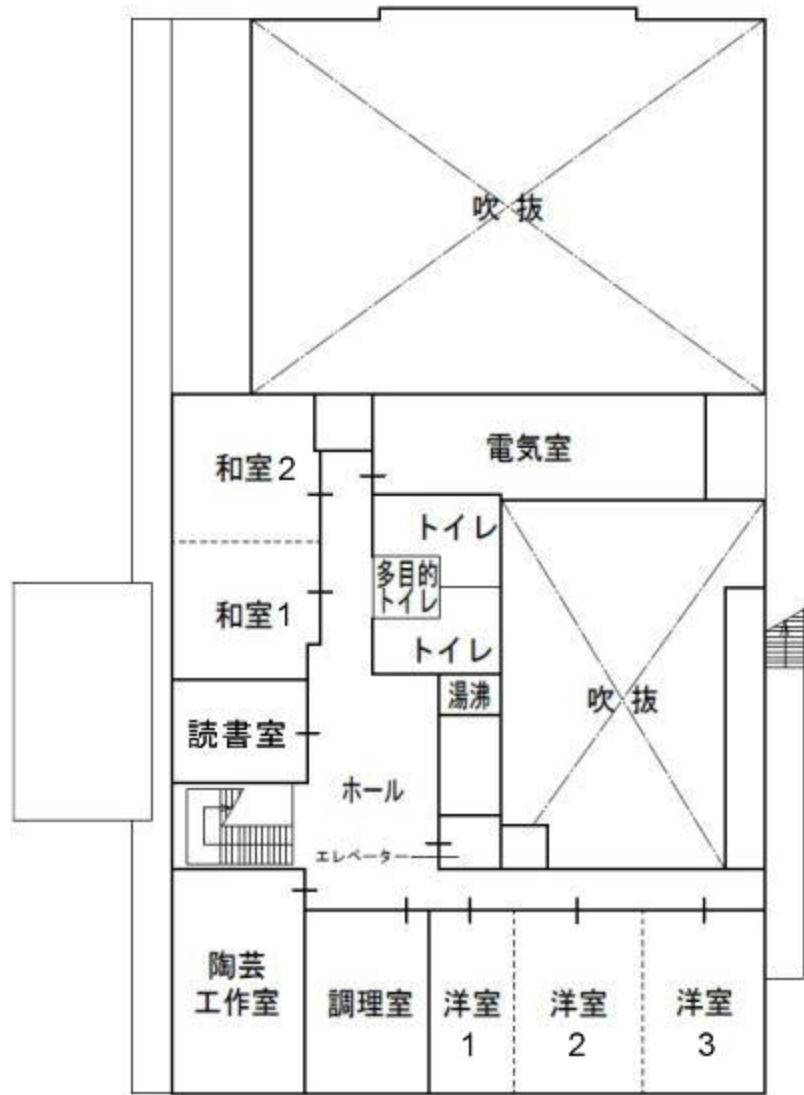 吹 抜
電気室
和室2
トイレ
多目的
トイレ
和室1
トイレ
湯沸
吹 抜
読書室
ホール
エレベーター
陶芸
工作室
調理室
洋室
1
洋室
2
洋室
3